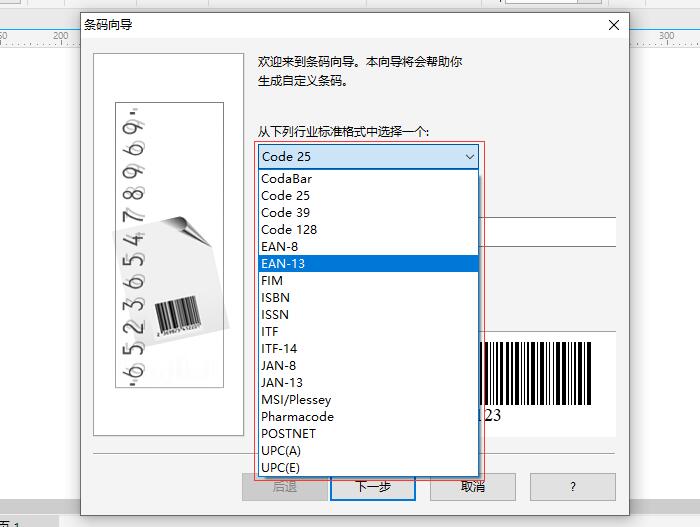 200
300
条码向导
欢迎来到条码向导。本向导将会帮助你
生成自定义条码。
从下列行业标准格式中选择一个:
Code 25
CodaBar
Code 25
Code 39
Code 128
EAN-8
EAN-13
FIM
ISBN
ISSN
ITF
ITF-14
JAN-8
JAN-13
MSI/Plessey
Pharmacode
POSTNET
UPC(A)
UPC(E)
123
*6523654789669*
后退
下一步
取消
?
页 1